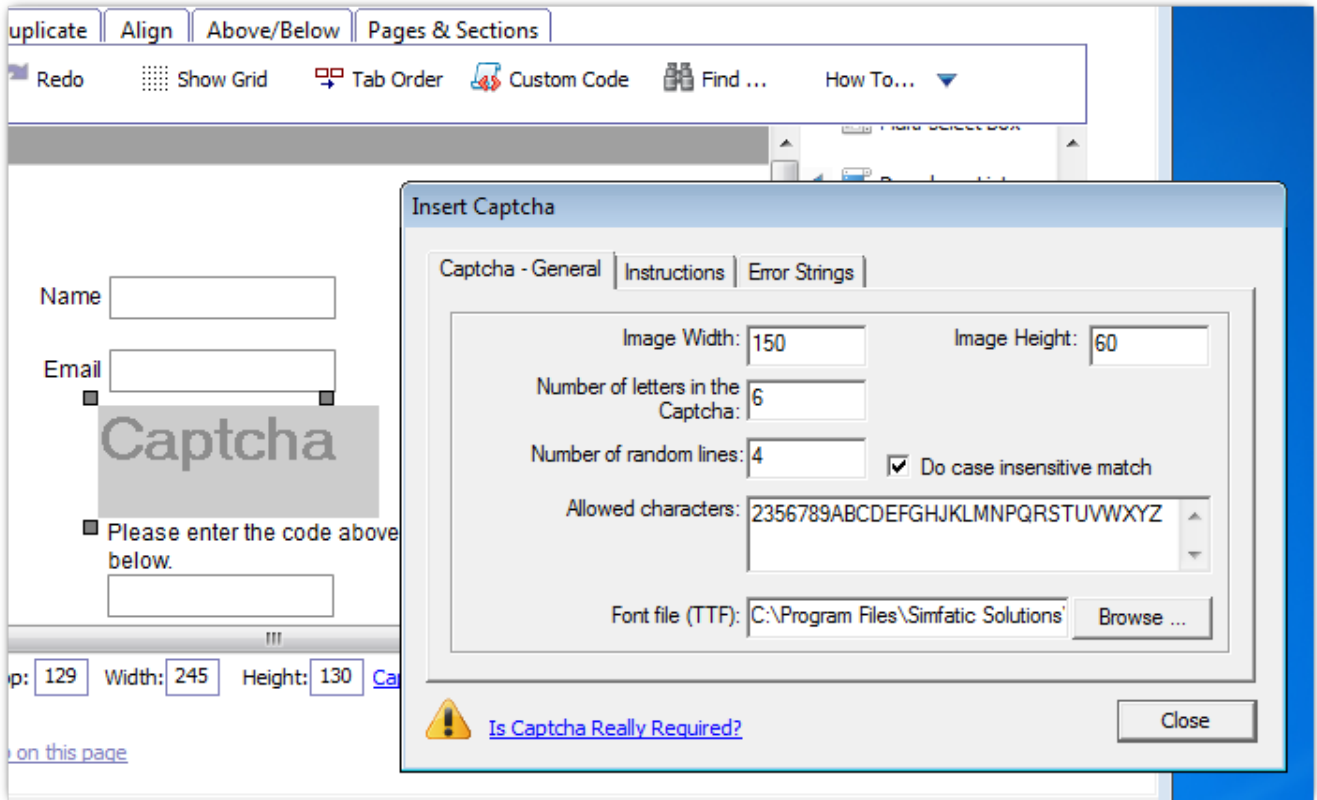 uplicate Align Above/Below Pages & Sections
Redo Show Grid Tab Order Custom Code Find ... How To...
Insert Captcha
Captcha - General Instructions Error Strings
Name
Image Width: 150 Image Height: 60
Email
Number of letters in the
Captcha: 6
Captcha
Number of random lines: 4 Do case insensitive match
Allowed characters: 2356789ABCDEFGHJKLMNPQRSTUVWXYZ
Please enter the code above
below.
Font file (TTF): C:\Program Files\Simfatic Solutions\ Browse ...
op: 129 Width: 245 Height: 130 Ca
Is Captcha Really Required? Close
on this page